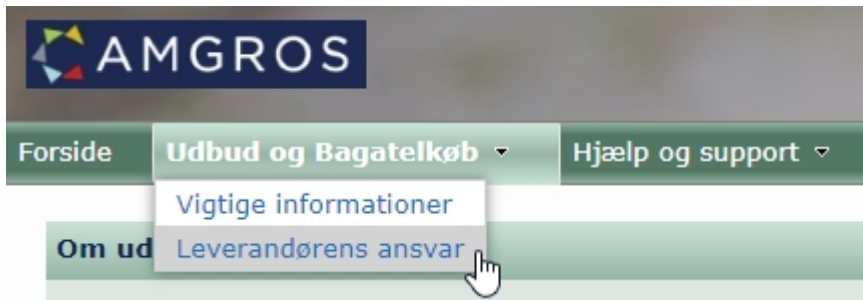 AMGROS
Forside Udbud og Bagatelkøb Hjælp og support
Vigtige informationer
Om ud Leverandørens ansvar